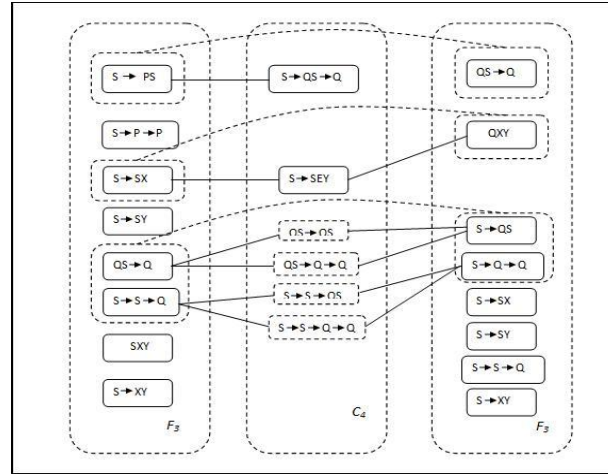 S → PS
S → P → P
S → SX
S → SY
QS → Q
S → S → Q
SXY
S → XY
F₃
S → QS → Q
S → SEY
QS → QS
QS → Q → Q
S → S → QS
S → S → Q → Q
C₄
QS → Q
QXY
S → QS
S → Q → Q
S → SX
S → SY
S → S → Q
S → XY
F₃